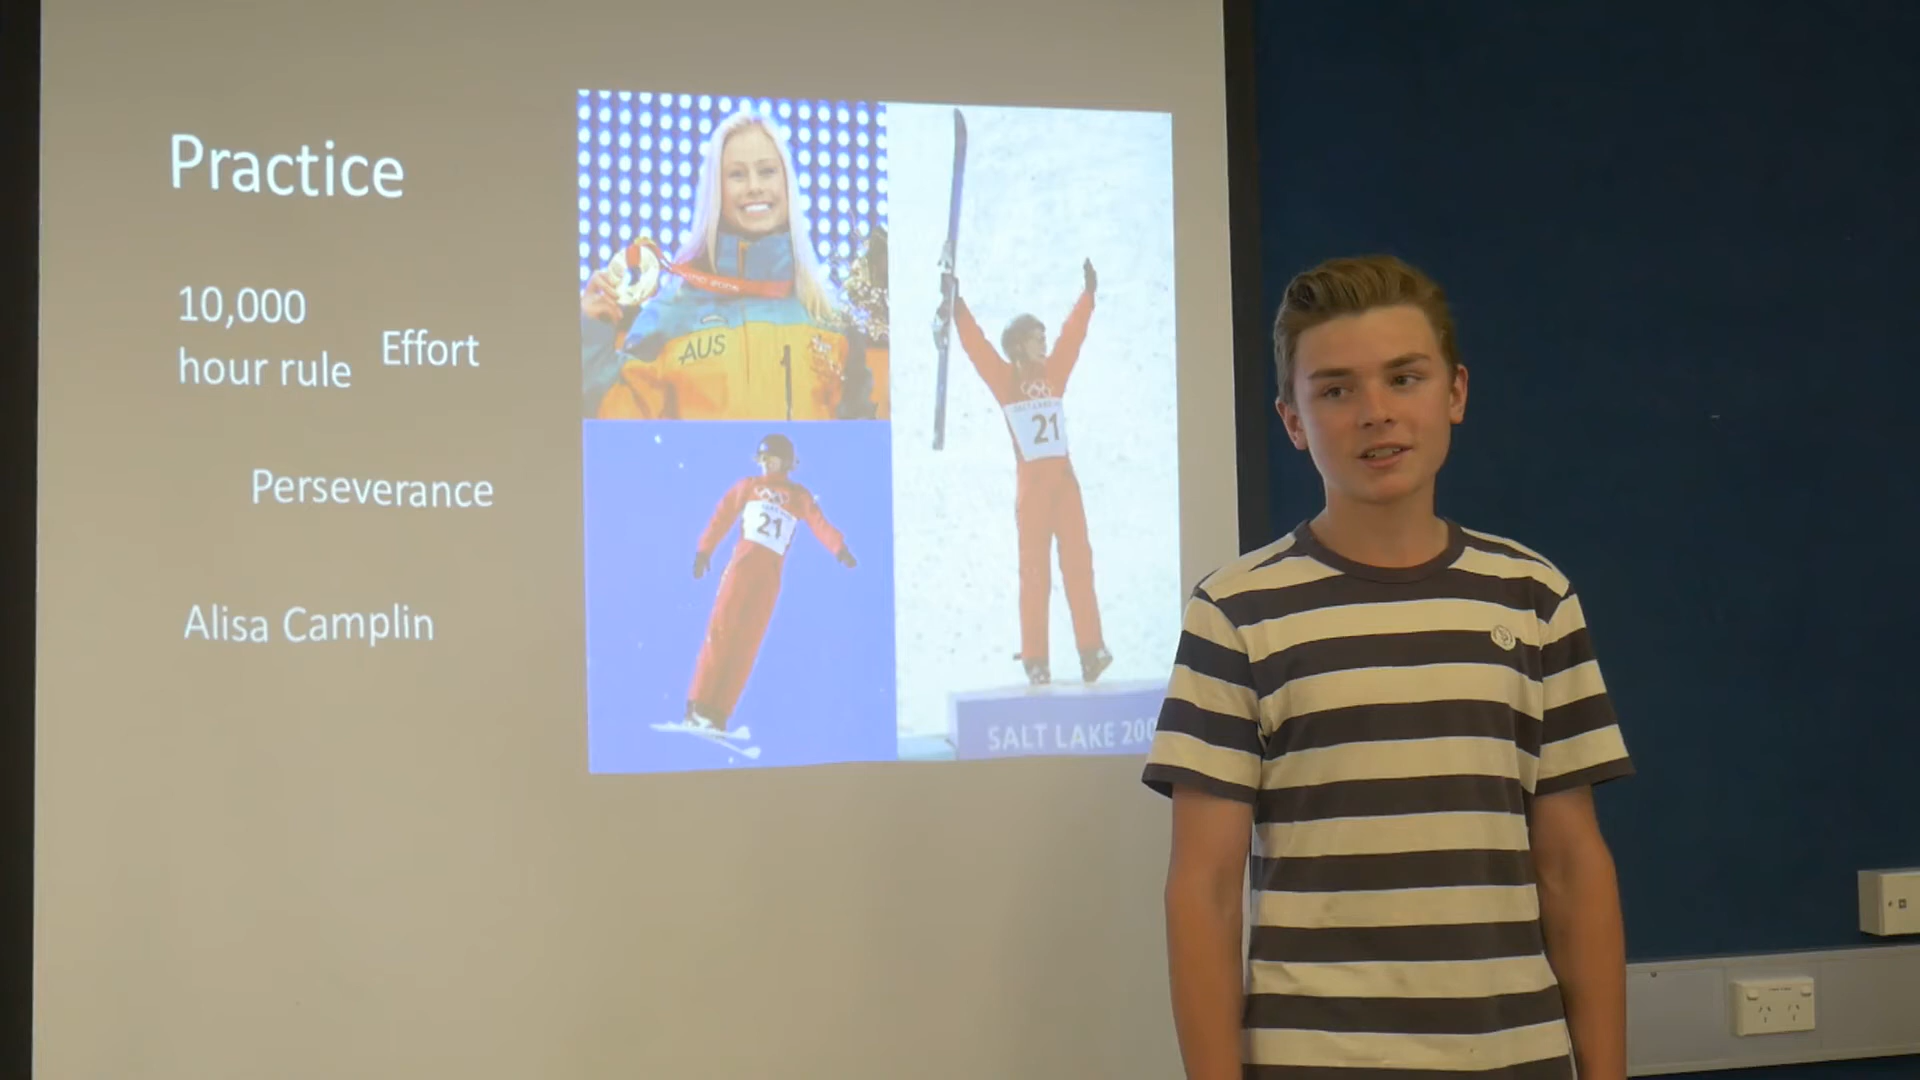 Practice
10,000
hour rule
Effort
Perseverance
Alisa Camplin
AUS
21
21
SALT LAKE 200